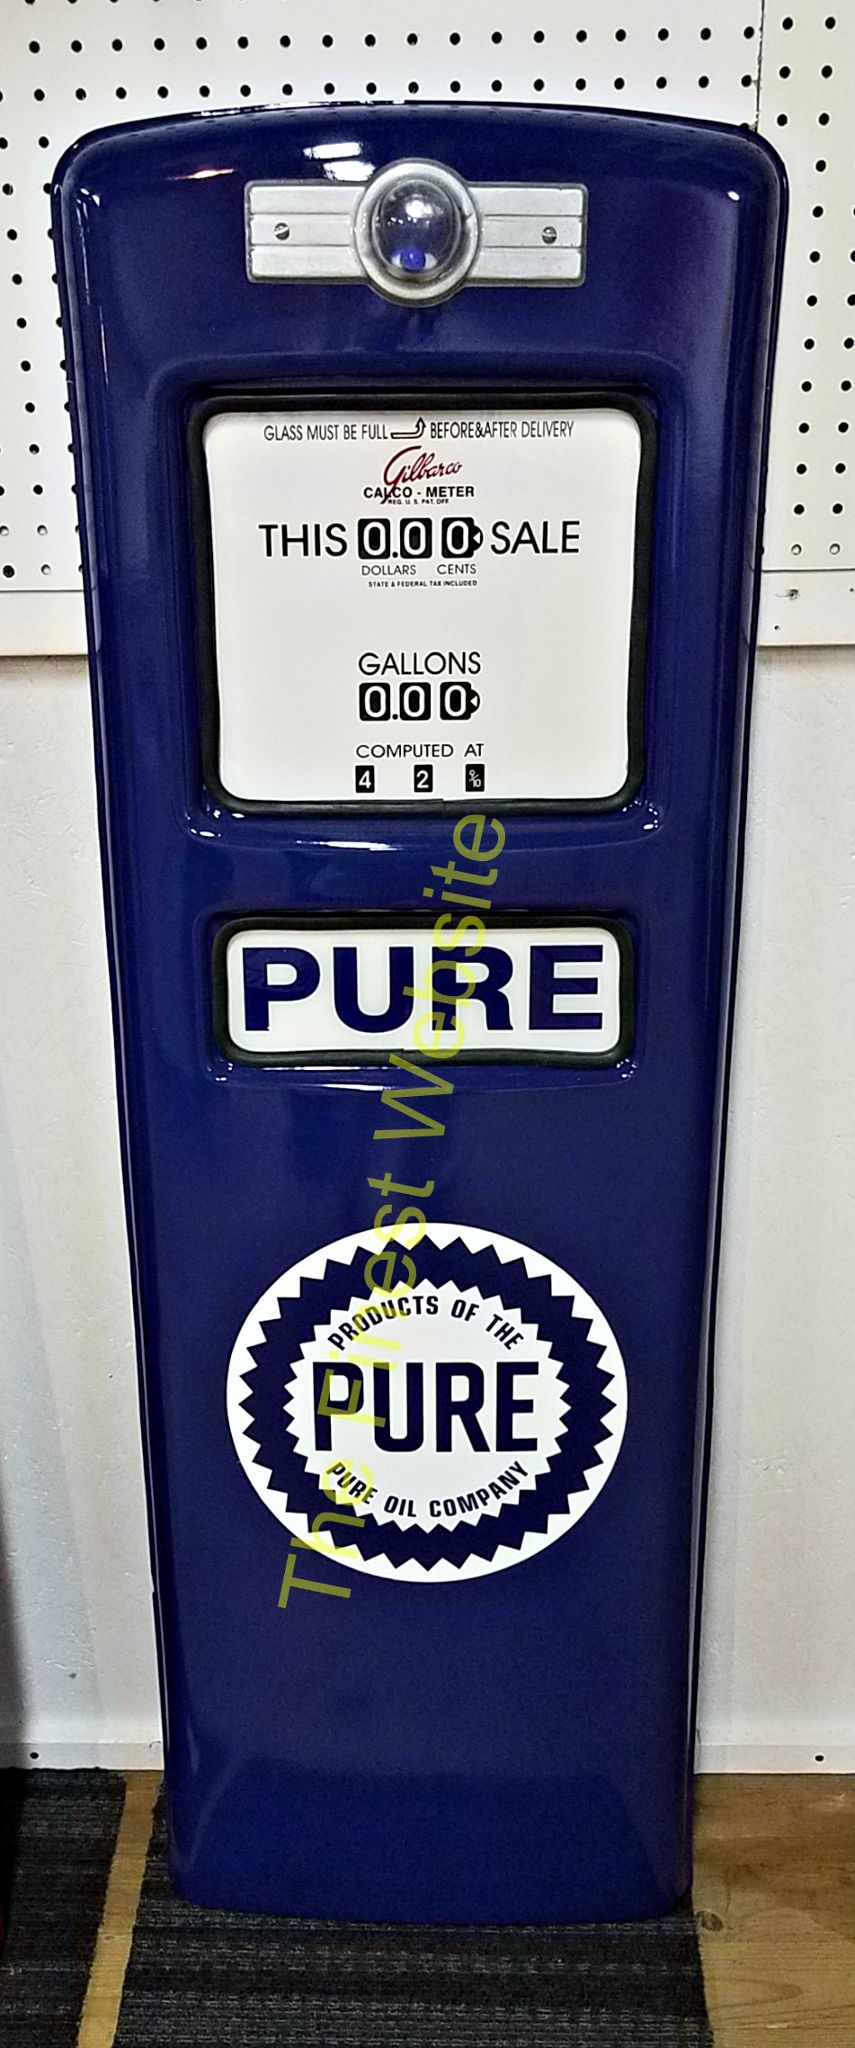 GLASS MUST BE FULL BEFORE&AFTER DELIVERY
Gilbarco
CALCO - METER
REG. U. S. PAT. OFF.
THIS 0.00 SALE
DOLLARS CENTS
STATE & FEDERAL TAX INCLUDED
GALLONS
0.00
COMPUTED AT
4 2 9/10
PURE
PRODUCTS OF THE
PURE
PURE OIL COMPANY
The Finest Website